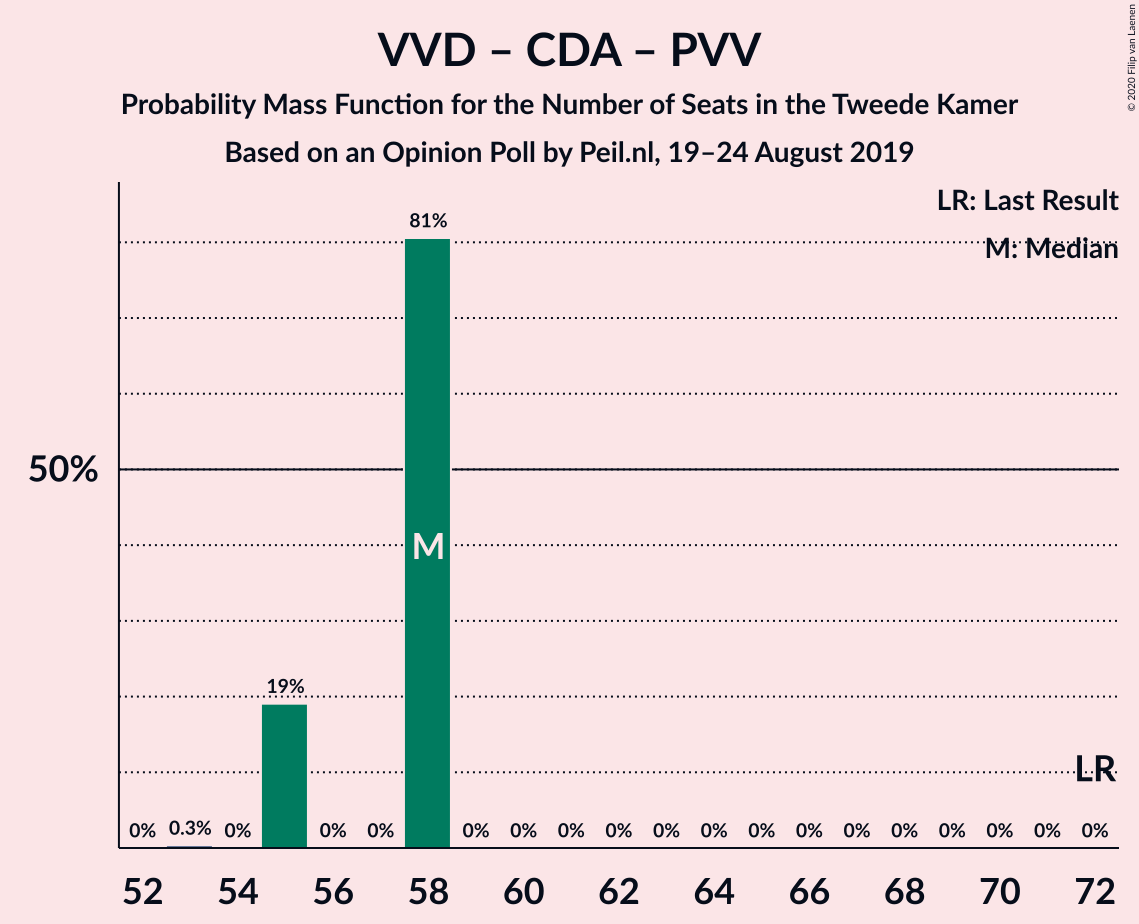 VVD – CDA – PVV
Probability Mass Function for the Number of Seats in the Tweede Kamer
Based on an Opinion Poll by Peil.nl, 19–24 August 2019
© 2020 Filip van Laenen
LR: Last Result
M: Median
81%
50%
M
19%
LR
0% 0.3% 0% 0% 0% 0% 0% 0% 0% 0% 0% 0% 0% 0% 0% 0% 0% 0% 0%
52 54 56 58 60 62 64 66 68 70 72